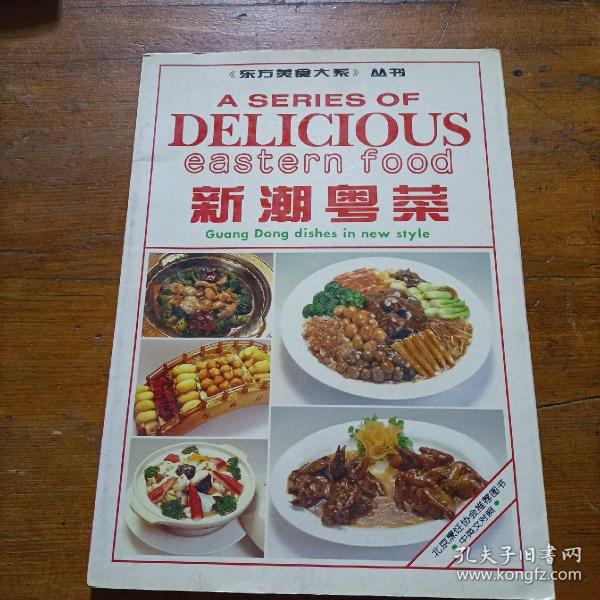 《东方美食大系》丛书
A SERIES OF
DELICIOUS
eastern food
新潮粤菜
Guang Dong dishes in new style
北京烹饪协会推荐图书
·中英文对照·
孔夫子旧书网
www.kongfz.com